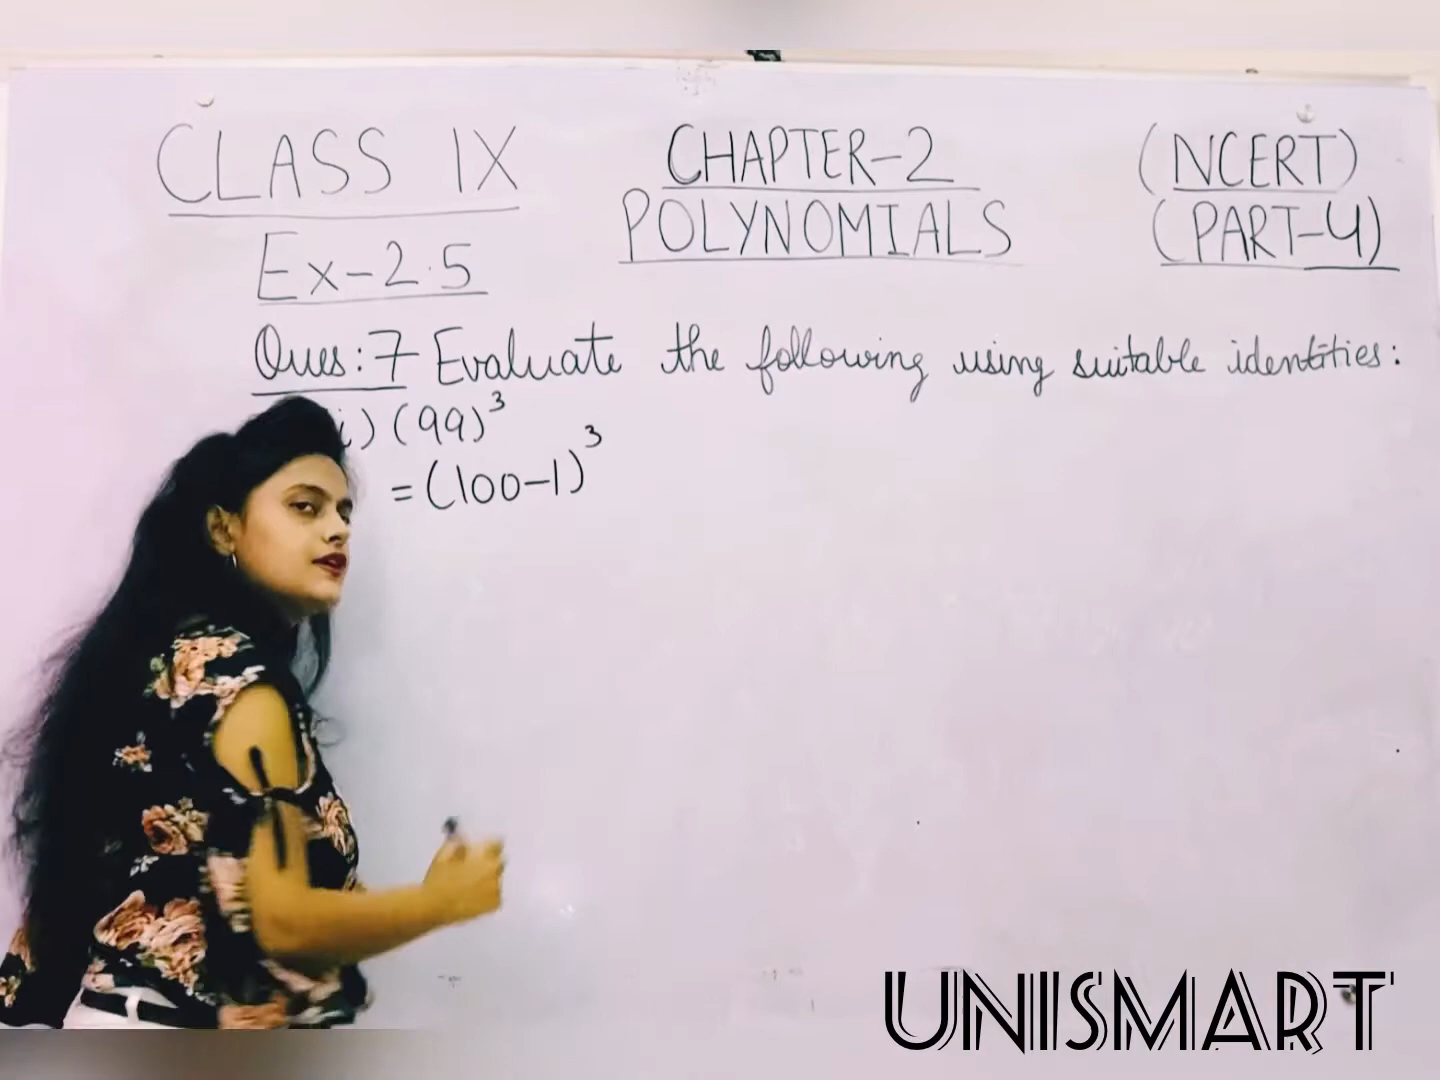 CLASS IX
CHAPTER-2
(NCERT)
POLYNOMIALS
(PART-4)
Ex-2.5
Ques:7 Evaluate the following using suitable identities:
i) (99)³
= (100-1)³
UNISMART